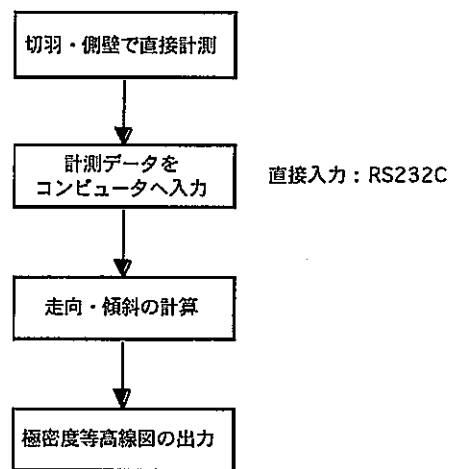 切羽・側壁で直接計測
計測データを
コンピュータへ入力
直接入力：RS232C
走向・傾斜の計算
極密度等高線図の出力